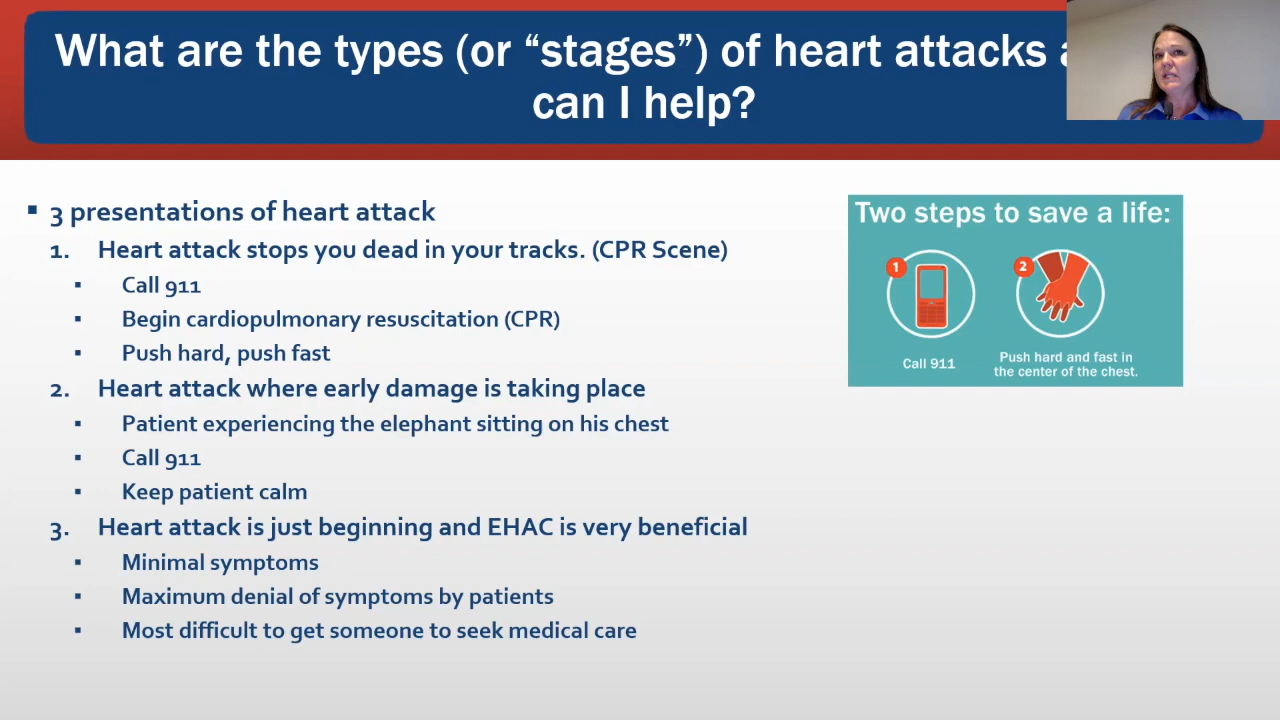 What are the types (or “stages”) of heart attacks
can I help?
▪ 3 presentations of heart attack
1. Heart attack stops you dead in your tracks. (CPR Scene)
▪ Call 911
▪ Begin cardiopulmonary resuscitation (CPR)
▪ Push hard, push fast
2. Heart attack where early damage is taking place
▪ Patient experiencing the elephant sitting on his chest
▪ Call 911
▪ Keep patient calm
3. Heart attack is just beginning and EHAC is very beneficial
▪ Minimal symptoms
▪ Maximum denial of symptoms by patients
▪ Most difficult to get someone to seek medical care
Two steps to save a life:
1
2
Call 911
Push hard and fast in
the center of the chest.